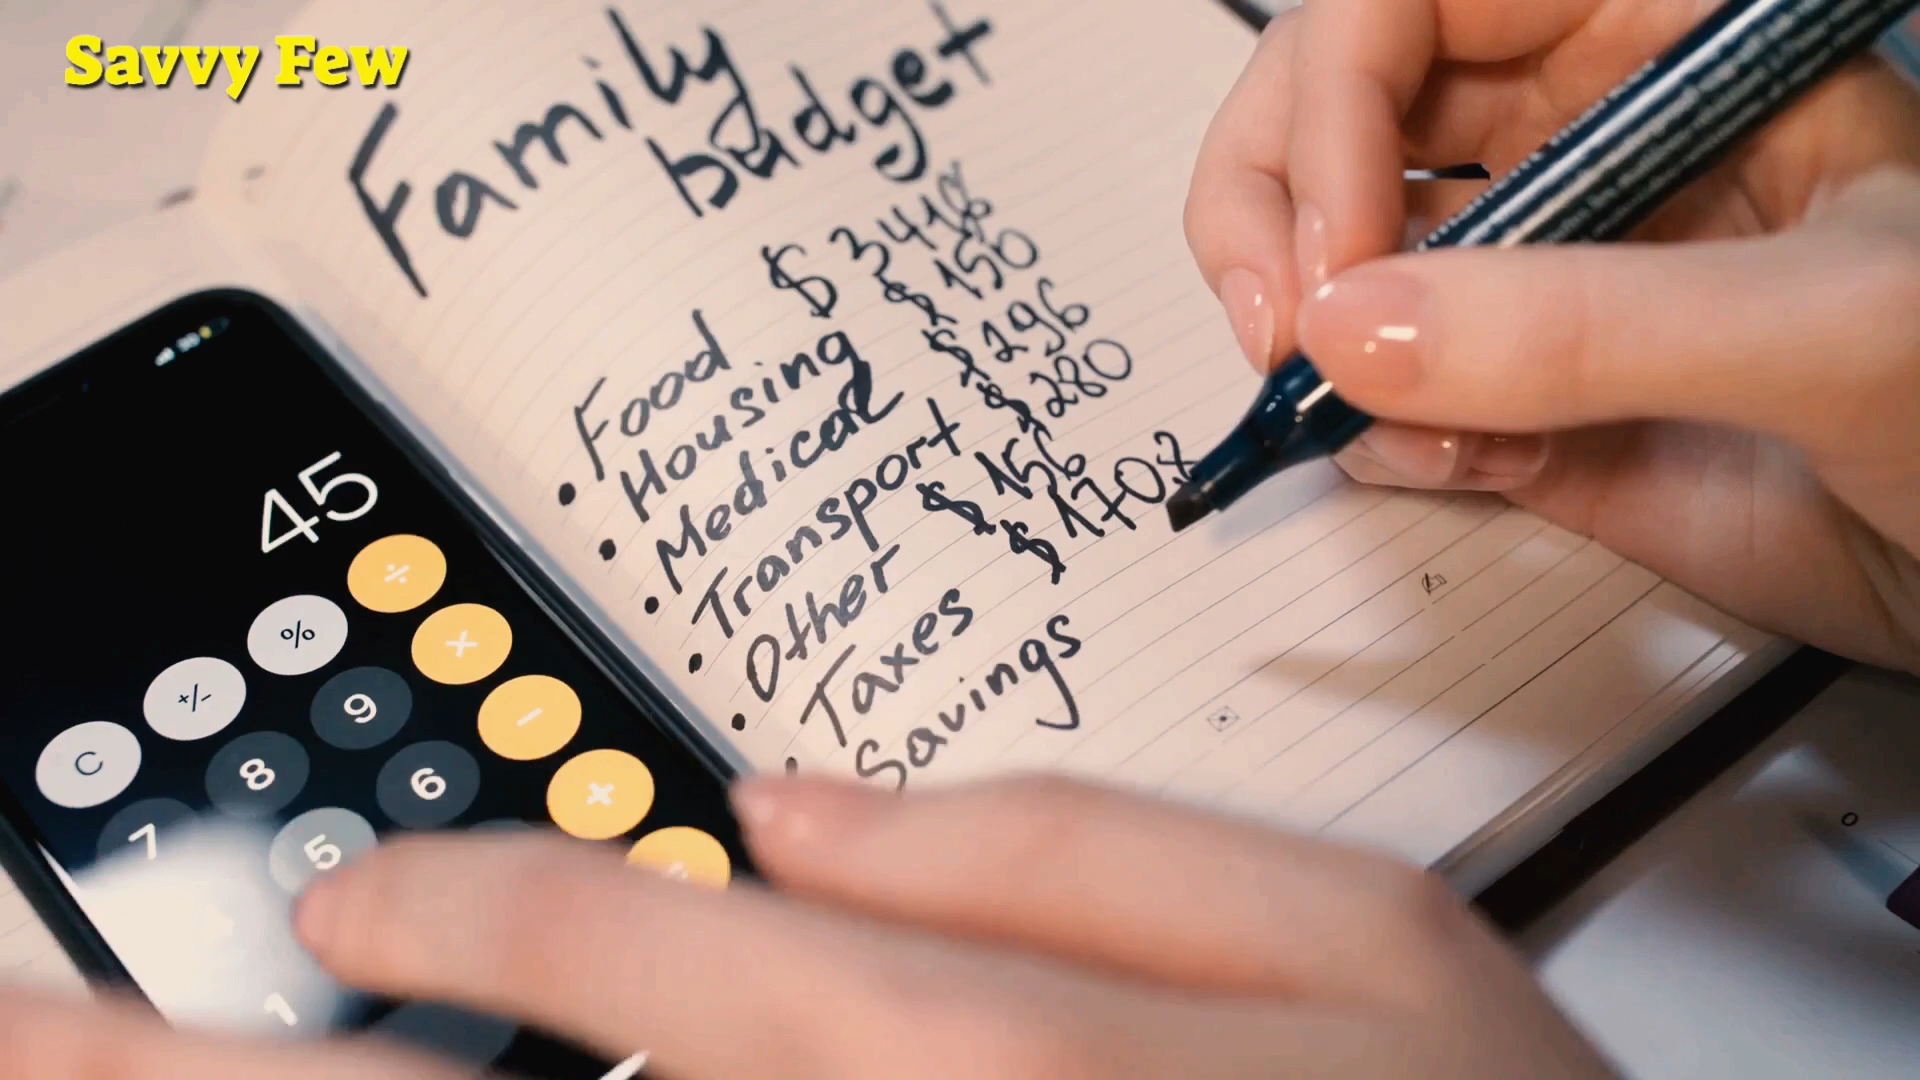 Savvy Few
Family
budget
Food $ 3418
Housing $ 150
Medical $ 296
Transport $ 280
Other $ 156
Taxes $ 1708
Savings
45
÷
% ×
+/- 9 −
C 8 6 +
7 5
1